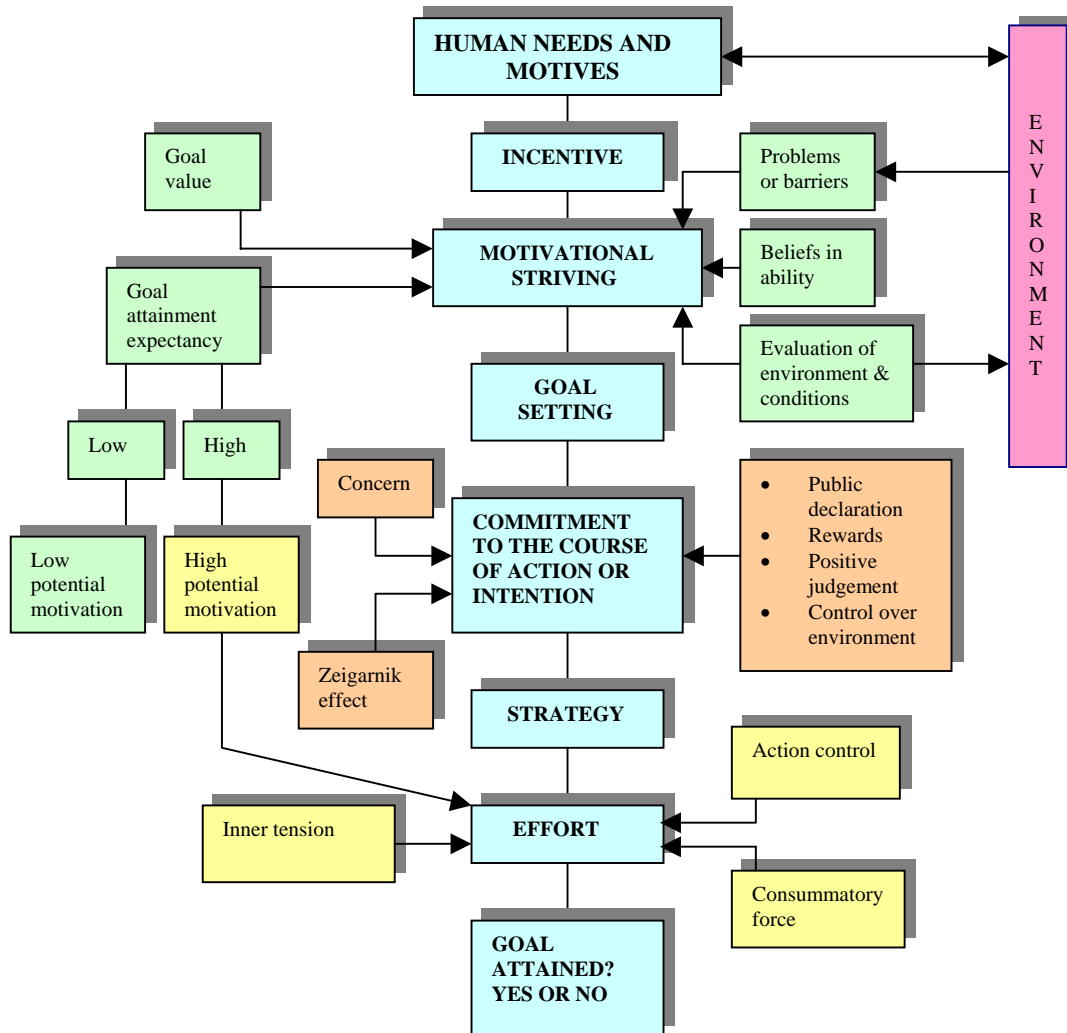 HUMAN NEEDS AND
MOTIVES
ENVIRONMENT
INCENTIVE
Goal
value
Problems
or barriers
MOTIVATIONAL
STRIVING
Beliefs in
ability
Goal
attainment
expectancy
Evaluation of
environment &
conditions
GOAL
SETTING
Low
High
Concern
• Public
declaration
• Rewards
• Positive
judgement
• Control over
environment
COMMITMENT
TO THE COURSE
OF ACTION OR
INTENTION
Low
potential
motivation
High
potential
motivation
Zeigarnik
effect
STRATEGY
Action control
Inner tension
EFFORT
Consummatory
force
GOAL
ATTAINED?
YES OR NO